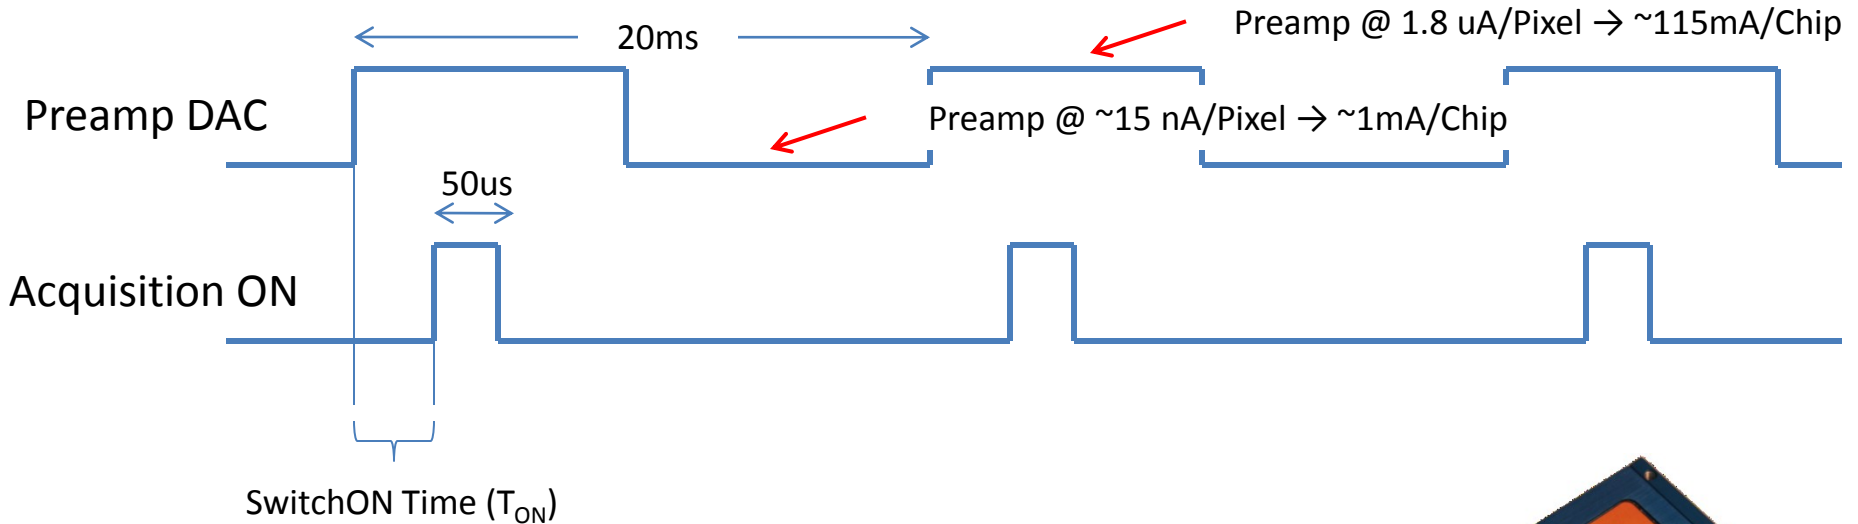 Preamp @ 1.8 uA/Pixel → ~115mA/Chip
20ms
Preamp DAC
Preamp @ ~15 nA/Pixel → ~1mA/Chip
50us
Acquisition ON
SwitchON Time (T_ON)